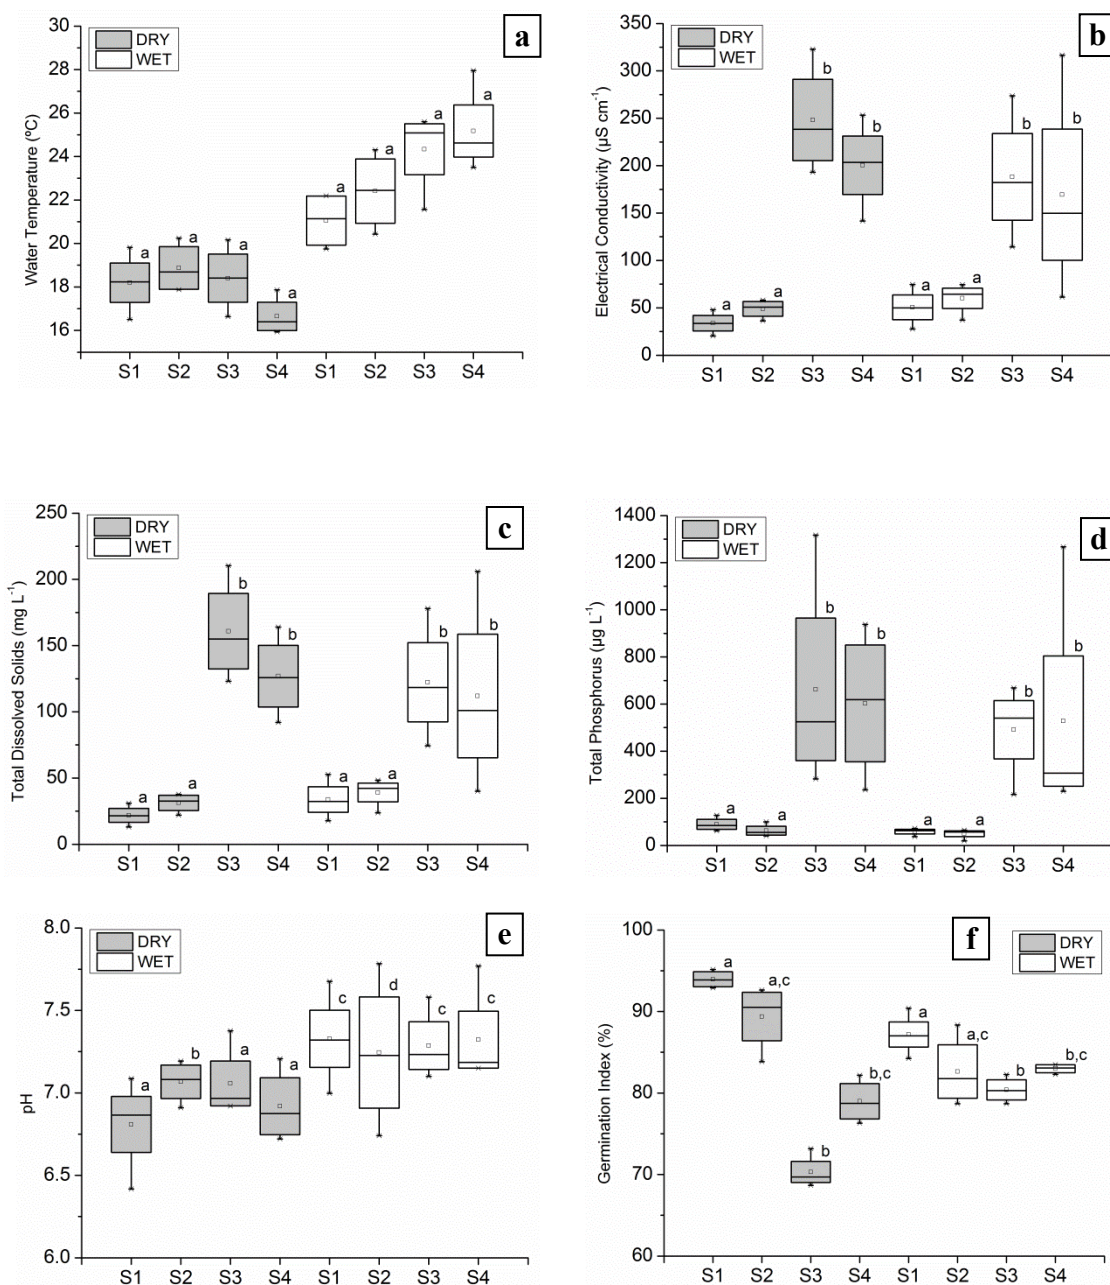 a
DRY
WET
Water Temperature (ºC)
30
28
26
24
22
20
18
16
a
a
a
a
a
a
a
a
S1 S2 S3 S4 S1 S2 S3 S4
b
DRY
WET
Electrical Conductivity (µS cm⁻¹)
350
300
250
200
150
100
50
0
a
a
b
b
a
a
b
b
S1 S2 S3 S4 S1 S2 S3 S4
c
DRY
WET
Total Dissolved Solids (mg L⁻¹)
250
200
150
100
50
0
a
a
b
b
a
a
b
b
S1 S2 S3 S4 S1 S2 S3 S4
d
DRY
WET
Total Phosphorus (µg L⁻¹)
1400
1200
1000
800
600
400
200
0
a
a
b
b
a
a
b
b
S1 S2 S3 S4 S1 S2 S3 S4
e
DRY
WET
pH
8.0
7.5
7.0
6.5
6.0
a
b
a
a
c
d
c
c
S1 S2 S3 S4 S1 S2 S3 S4
f
DRY
WET
Germination Index (%)
100
90
80
70
60
a
a,c
b
b,c
a
a,c
b
b,c
S1 S2 S3 S4 S1 S2 S3 S4